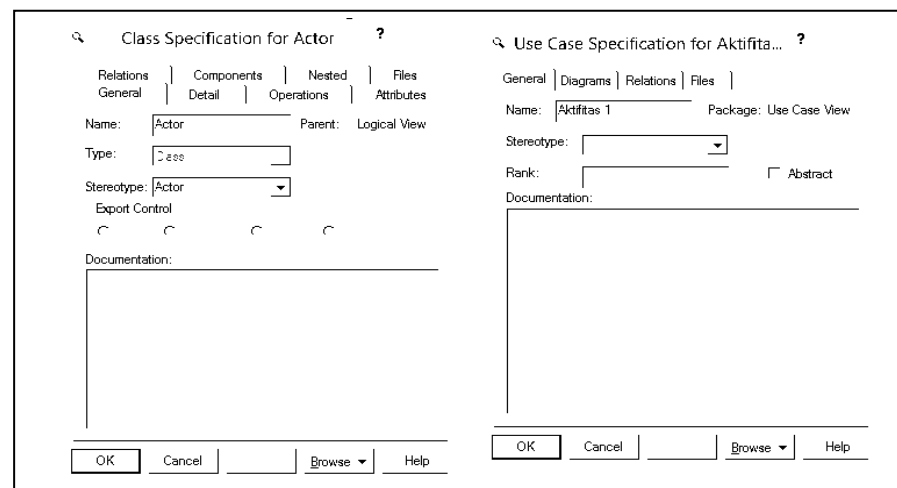 Class Specification for Actor ?
Relations Components Nested Files
General Detail Operations Attributes
Name: Actor Parent: Logical View
Type: Class
Stereotype: Actor
Export Control
Documentation:
OK Cancel Browse Help
Use Case Specification for Aktifita... ?
General Diagrams Relations Files
Name: Aktifitas 1 Package: Use Case View
Stereotype:
Rank: Abstract
Documentation:
OK Cancel Browse Help